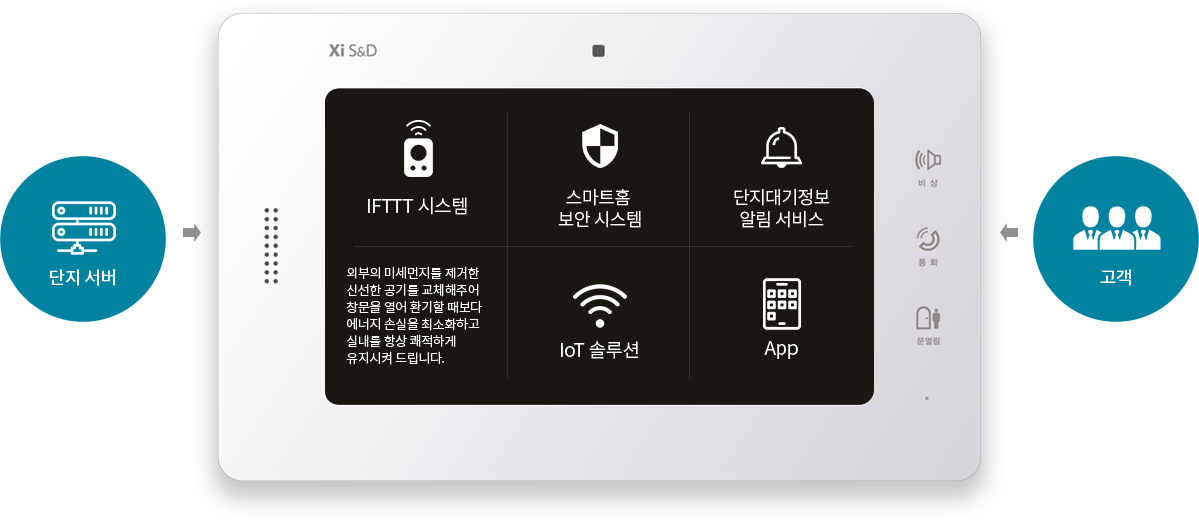 Xi S&D
IFTTT 시스템
스마트홈
보안 시스템
단지대기정보
알림 서비스
외부의 미세먼지를 제거한
신선한 공기를 교체해주어
창문을 열어 환기할 때보다
에너지 손실을 최소화하고
실내를 항상 쾌적하게
유지시켜 드립니다.
IoT 솔루션
App
비상
통화
문열림
단지 서버
고객